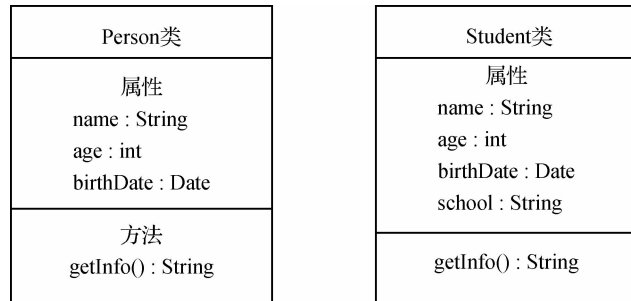 Person类
属性
name : String
age : int
birthDate : Date
方法
getInfo() : String
Student类
属性
name : String
age : int
birthDate : Date
school : String
getInfo() : String